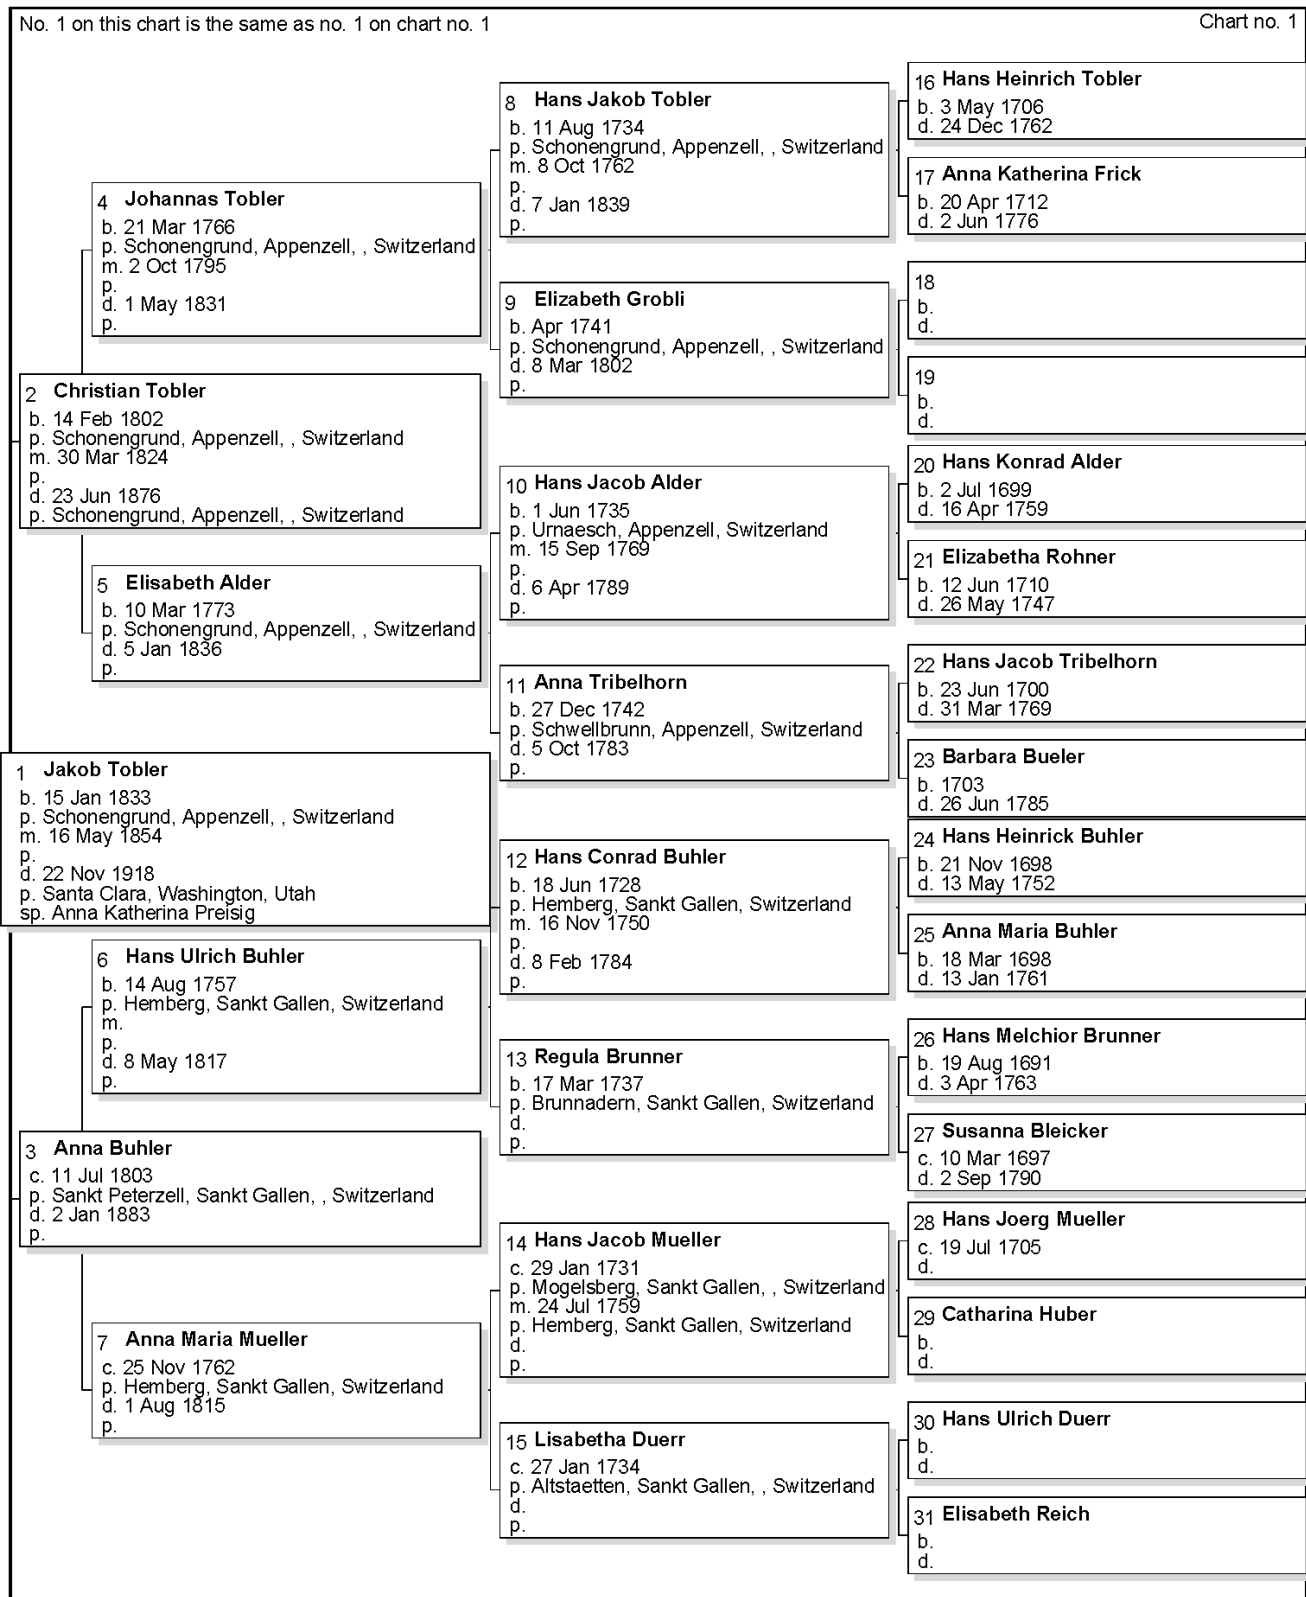 No. 1 on this chart is the same as no. 1 on chart no. 1
Chart no. 1
1 Jakob Tobler
b. 15 Jan 1833
p. Schonengrund, Appenzell, , Switzerland
m. 16 May 1854
p.
d. 22 Nov 1918
p. Santa Clara, Washington, Utah
sp. Anna Katherina Preisig
2 Christian Tobler
b. 14 Feb 1802
p. Schonengrund, Appenzell, , Switzerland
m. 30 Mar 1824
p.
d. 23 Jun 1876
p. Schonengrund, Appenzell, , Switzerland
3 Anna Buhler
c. 11 Jul 1803
p. Sankt Peterzell, Sankt Gallen, , Switzerland
d. 2 Jan 1883
p.
4 Johannas Tobler
b. 21 Mar 1766
p. Schonengrund, Appenzell, , Switzerland
m. 2 Oct 1795
p.
d. 1 May 1831
p.
5 Elisabeth Alder
b. 10 Mar 1773
p. Schonengrund, Appenzell, , Switzerland
d. 5 Jan 1836
p.
6 Hans Ulrich Buhler
b. 14 Aug 1757
p. Hemberg, Sankt Gallen, Switzerland
m.
p.
d. 8 May 1817
p.
7 Anna Maria Mueller
c. 25 Nov 1762
p. Hemberg, Sankt Gallen, Switzerland
d. 1 Aug 1815
p.
8 Hans Jakob Tobler
b. 11 Aug 1734
p. Schonengrund, Appenzell, , Switzerland
m. 8 Oct 1762
p.
d. 7 Jan 1839
p.
9 Elizabeth Grobli
b. Apr 1741
p. Schonengrund, Appenzell, , Switzerland
d. 8 Mar 1802
p.
10 Hans Jacob Alder
b. 1 Jun 1735
p. Urnaesch, Appenzell, Switzerland
m. 15 Sep 1769
p.
d. 6 Apr 1789
p.
11 Anna Tribelhorn
b. 27 Dec 1742
p. Schwellbrunn, Appenzell, Switzerland
d. 5 Oct 1783
p.
12 Hans Conrad Buhler
b. 18 Jun 1728
p. Hemberg, Sankt Gallen, Switzerland
m. 16 Nov 1750
p.
d. 8 Feb 1784
p.
13 Regula Brunner
b. 17 Mar 1737
p. Brunnadern, Sankt Gallen, Switzerland
d.
p.
14 Hans Jacob Mueller
c. 29 Jan 1731
p. Mogelsberg, Sankt Gallen, , Switzerland
m. 24 Jul 1759
p. Hemberg, Sankt Gallen, Switzerland
d.
p.
15 Lisabetha Duerr
c. 27 Jan 1734
p. Altstaetten, Sankt Gallen, , Switzerland
d.
p.
16 Hans Heinrich Tobler
b. 3 May 1706
d. 24 Dec 1762
17 Anna Katherina Frick
b. 20 Apr 1712
d. 2 Jun 1776
18
b.
d.
19
b.
d.
20 Hans Konrad Alder
b. 2 Jul 1699
d. 16 Apr 1759
21 Elizabetha Rohner
b. 12 Jun 1710
d. 26 May 1747
22 Hans Jacob Tribelhorn
b. 23 Jun 1700
d. 31 Mar 1769
23 Barbara Bueler
b. 1703
d. 26 Jun 1785
24 Hans Heinrick Buhler
b. 21 Nov 1698
d. 13 May 1752
25 Anna Maria Buhler
b. 18 Mar 1698
d. 13 Jan 1761
26 Hans Melchior Brunner
b. 19 Aug 1691
d. 3 Apr 1763
27 Susanna Bleicker
c. 10 Mar 1697
d. 2 Sep 1790
28 Hans Joerg Mueller
c. 19 Jul 1705
d.
29 Catharina Huber
b.
d.
30 Hans Ulrich Duerr
b.
d.
31 Elisabeth Reich
b.
d.